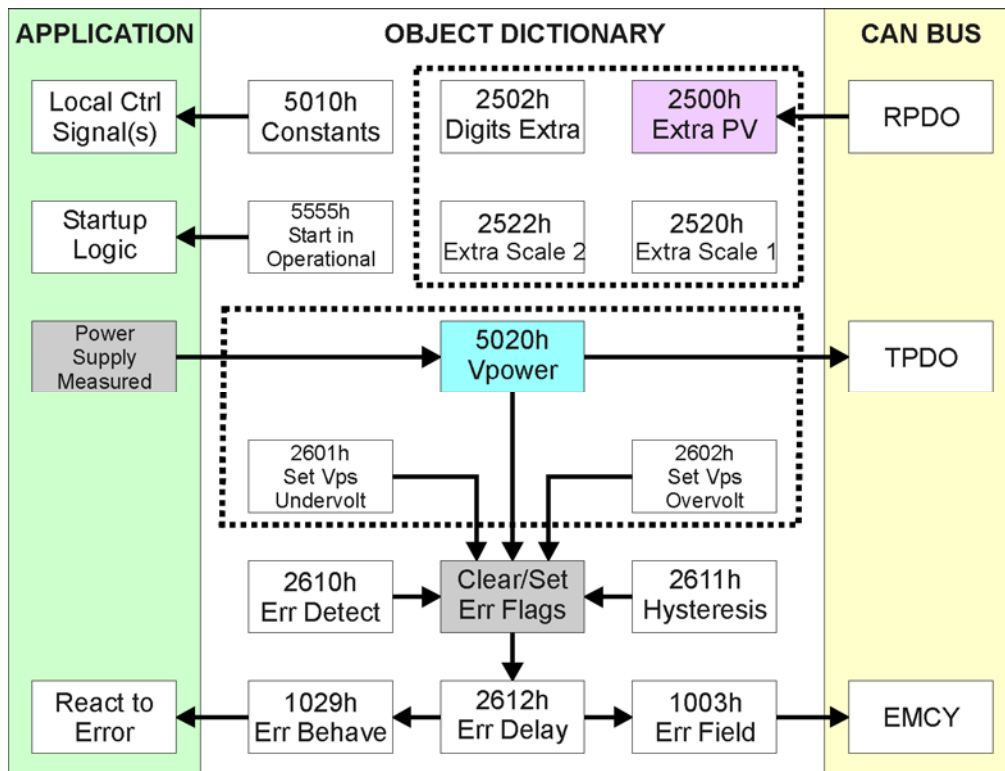 APPLICATION
OBJECT DICTIONARY
CAN BUS
Local Ctrl
Signal(s)
5010h
Constants
2502h
Digits Extra
2500h
Extra PV
RPDO
Startup
Logic
5555h
Start in
Operational
2522h
Extra Scale 2
2520h
Extra Scale 1
Power
Supply
Measured
5020h
Vpower
TPDO
2601h
Set Vps
Undervolt
2602h
Set Vps
Overvolt
2610h
Err Detect
Clear/Set
Err Flags
2611h
Hysteresis
React to
Error
1029h
Err Behave
2612h
Err Delay
1003h
Err Field
EMCY